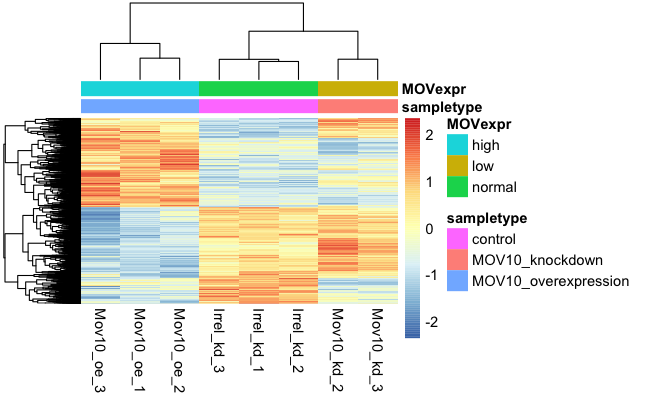 MOVexpr
sampletype
2
1
0
-1
-2
MOVexpr
high
low
normal
sampletype
control
MOV10_knockdown
MOV10_overexpression
Mov10_oe_3
Mov10_oe_1
Mov10_oe_2
Irrel_kd_3
Irrel_kd_1
Irrel_kd_2
Mov10_kd_2
Mov10_kd_3